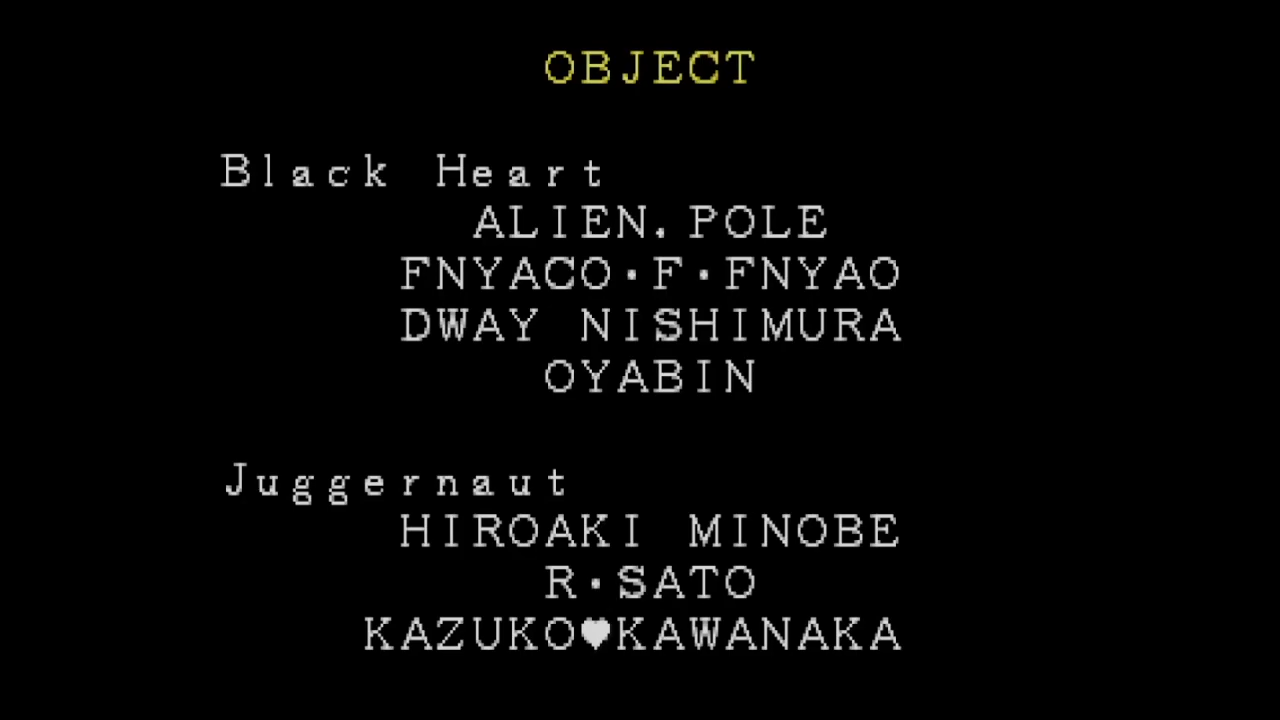 OBJECT
Black Heart
ALIEN.POLE
FNYACO・F・FNYAO
DWAY NISHIMURA
OYABIN
Juggernaut
HIROAKI MINOBE
R・SATO
KAZUKO♥KAWANAKA